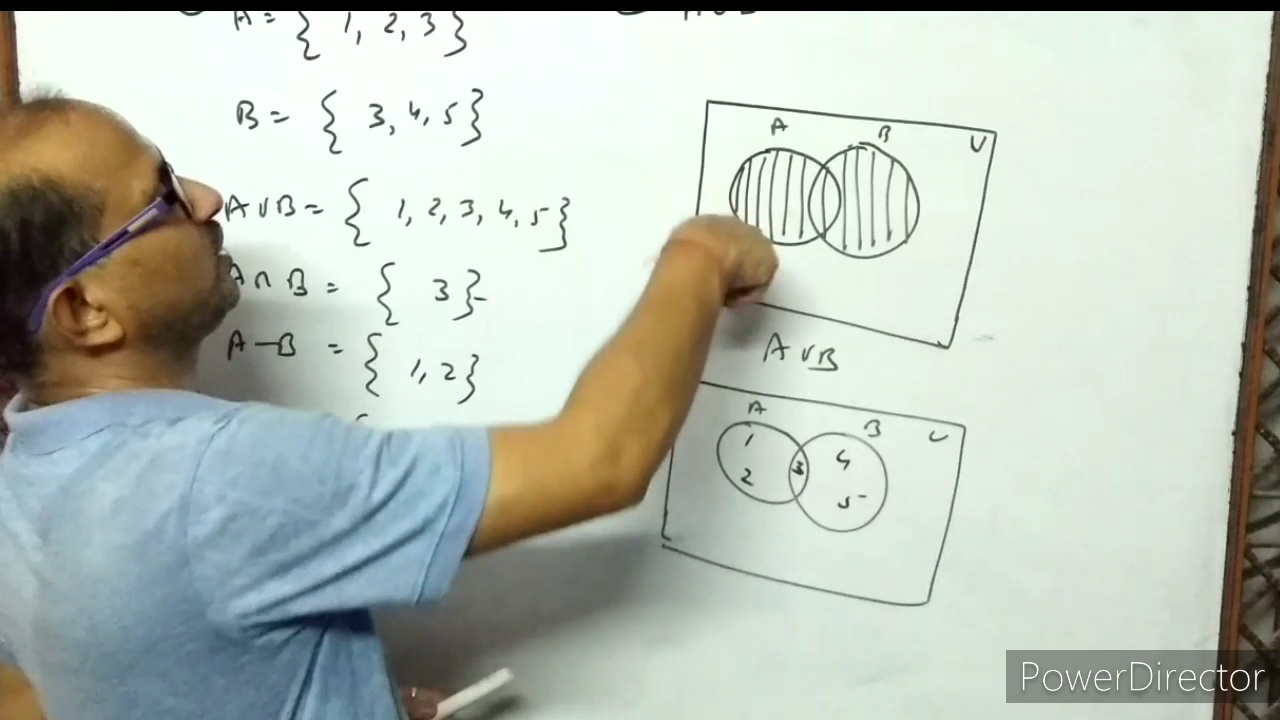 A = { 1, 2, 3 }
B = { 3, 4, 5 }
A ∪ B = { 1, 2, 3, 4, 5 }
A ∩ B = { 3 }
A — B = { 1, 2 }
A B U
A ∪ B
A B U
1 2 3 4 5
PowerDirector